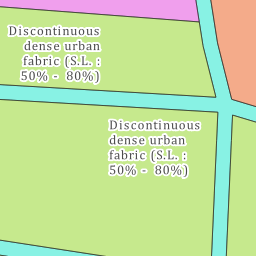 Discontinuous
dense urban
fabric (S.L. :
50% -  80%)
Discontinuous
dense urban
fabric (S.L. :
50% -  80%)